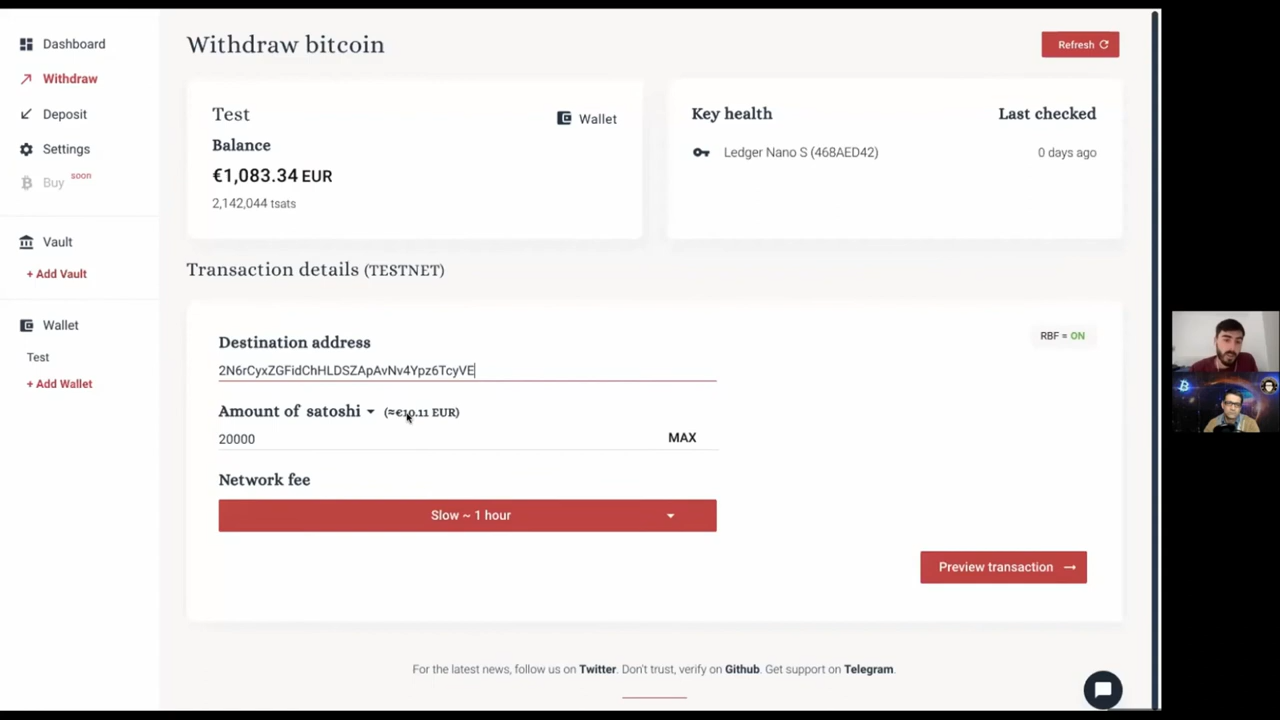 Dashboard
Withdraw
Deposit
Settings
Buy soon
Vault
+ Add Vault
Wallet
Test
+ Add Wallet
Withdraw bitcoin
Refresh
Test
Wallet
Balance
€1,083.34 EUR
2,142,044 tsats
Key health
Last checked
Ledger Nano S (468AED42)
0 days ago
Transaction details (TESTNET)
RBF = ON
Destination address
2N6rCyxZGFidChHLDSZApAvNv4Ypz6TcyVE
Amount of satoshi (≈€10.11 EUR)
20000
MAX
Network fee
Slow ~ 1 hour
Preview transaction →
For the latest news, follow us on Twitter. Don't trust, verify on Github. Get support on Telegram.